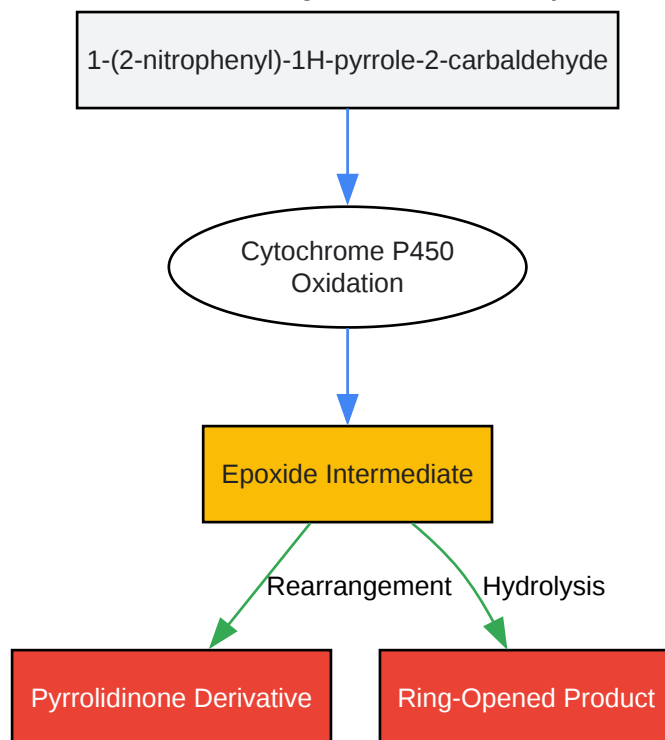 1-(2-nitrophenyl)-1H-pyrrole-2-carbaldehyde
Cytochrome P450
Oxidation
Epoxide Intermediate
Rearrangement
Hydrolysis
Pyrrolidinone Derivative
Ring-Opened Product